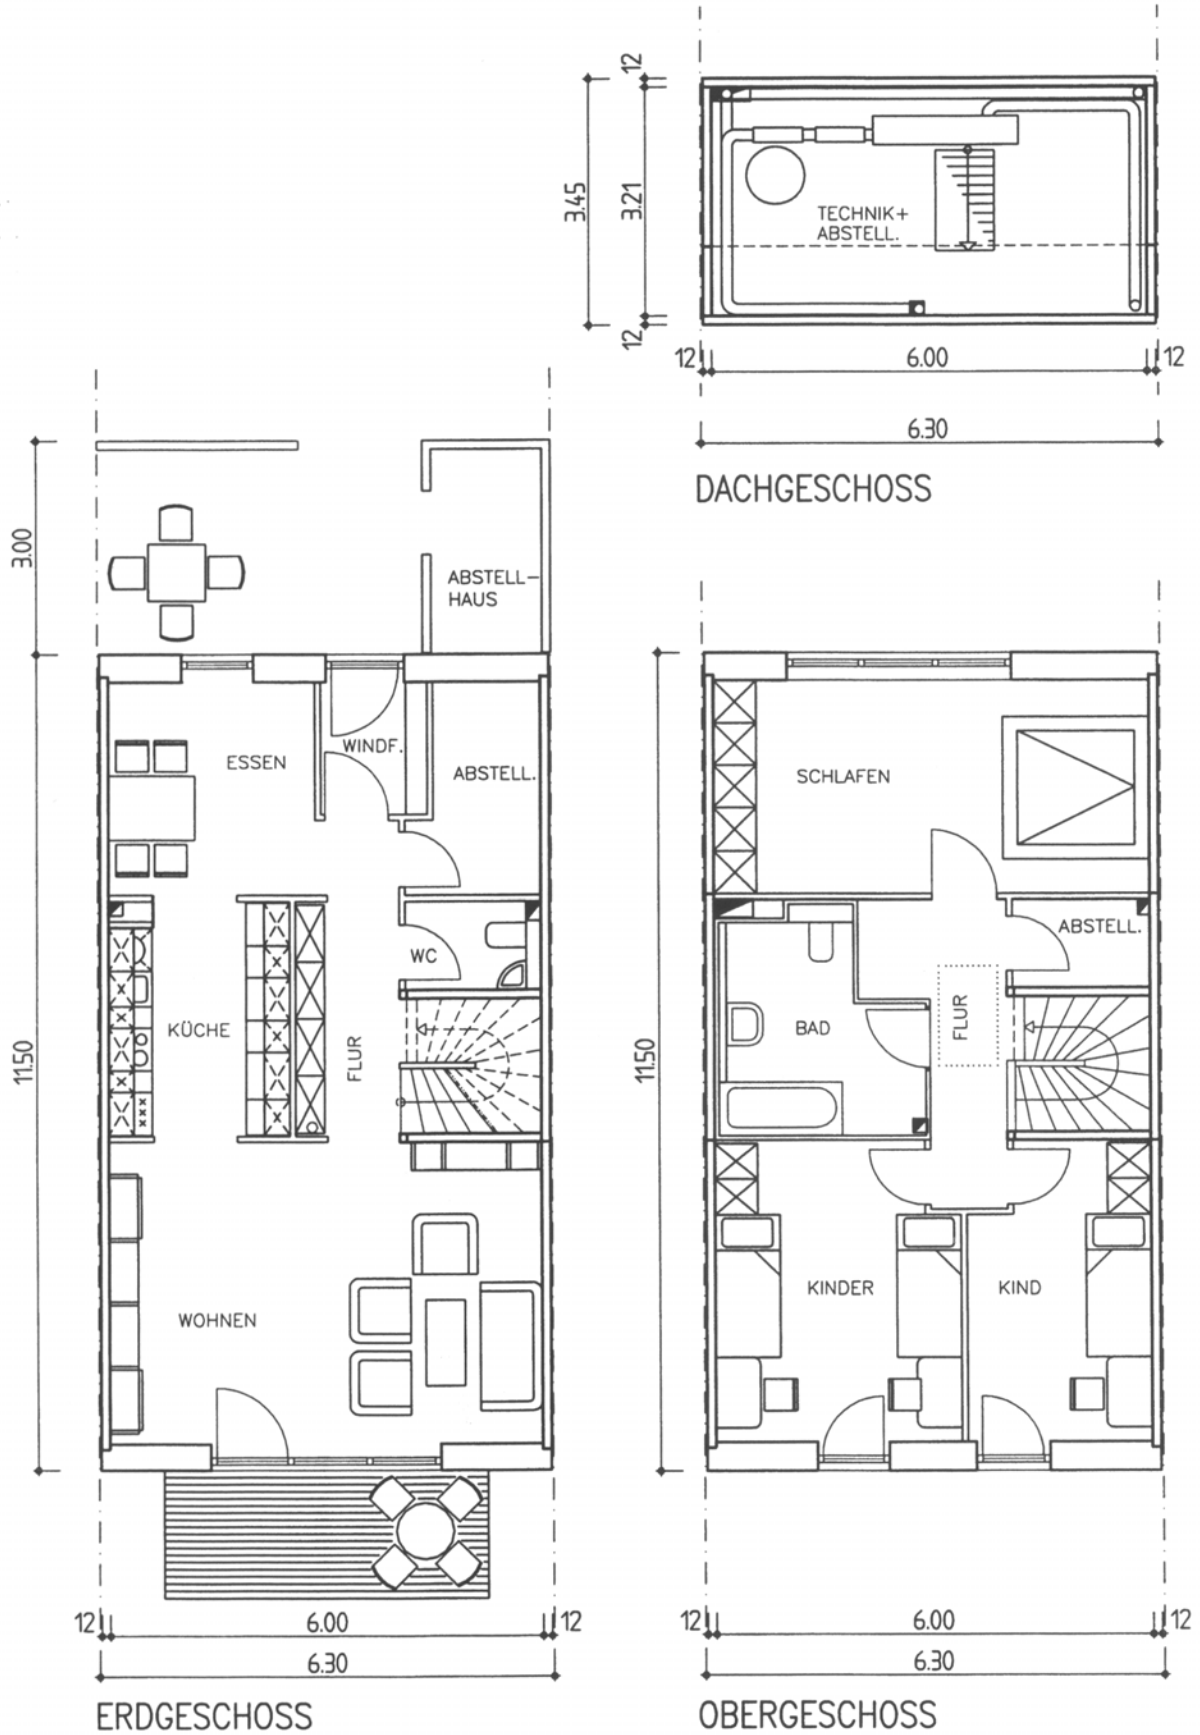 12
3.45
3.21
12
TECHNIK+
ABSTELL.
12
6.00
12
6.30
DACHGESCHOSS
3.00
ABSTELL-
HAUS
11.50
ESSEN
WINDF.
ABSTELL.
WC
KÜCHE
FLUR
WOHNEN
12
6.00
12
6.30
ERDGESCHOSS
11.50
SCHLAFEN
ABSTELL.
BAD
FLUR
KINDER
KIND
12
6.00
12
6.30
OBERGESCHOSS